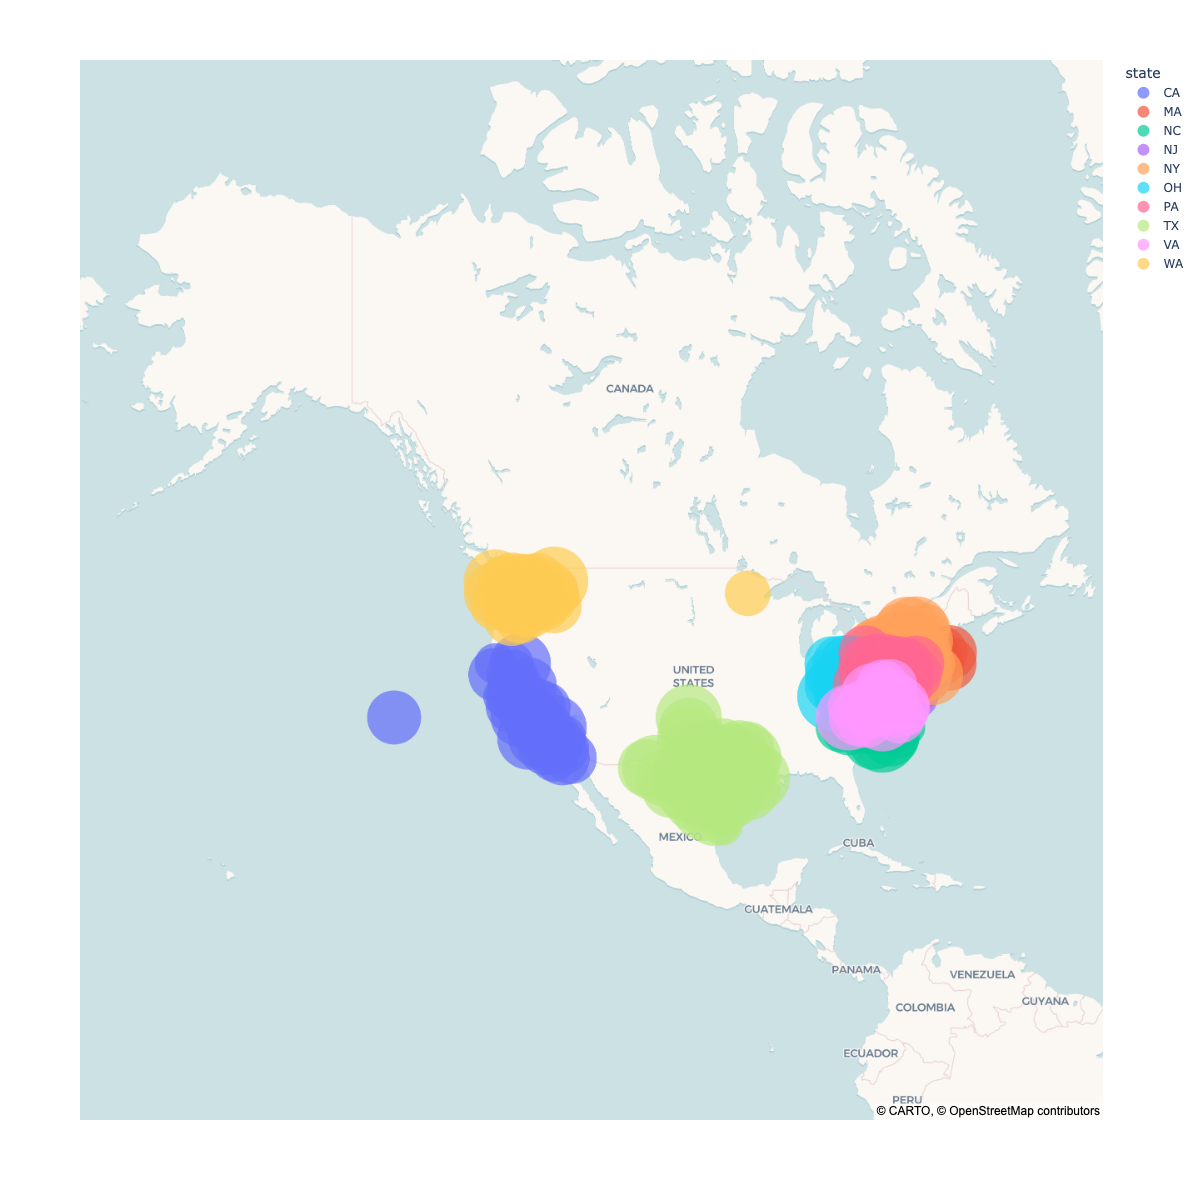 state
CA
MA
NC
NJ
NY
OH
PA
TX
VA
WA
CANADA
UNITED
STATES
MEXICO
CUBA
GUATEMALA
PANAMA
VENEZUELA
GUYANA
COLOMBIA
ECUADOR
PERU
© CARTO, © OpenStreetMap contributors